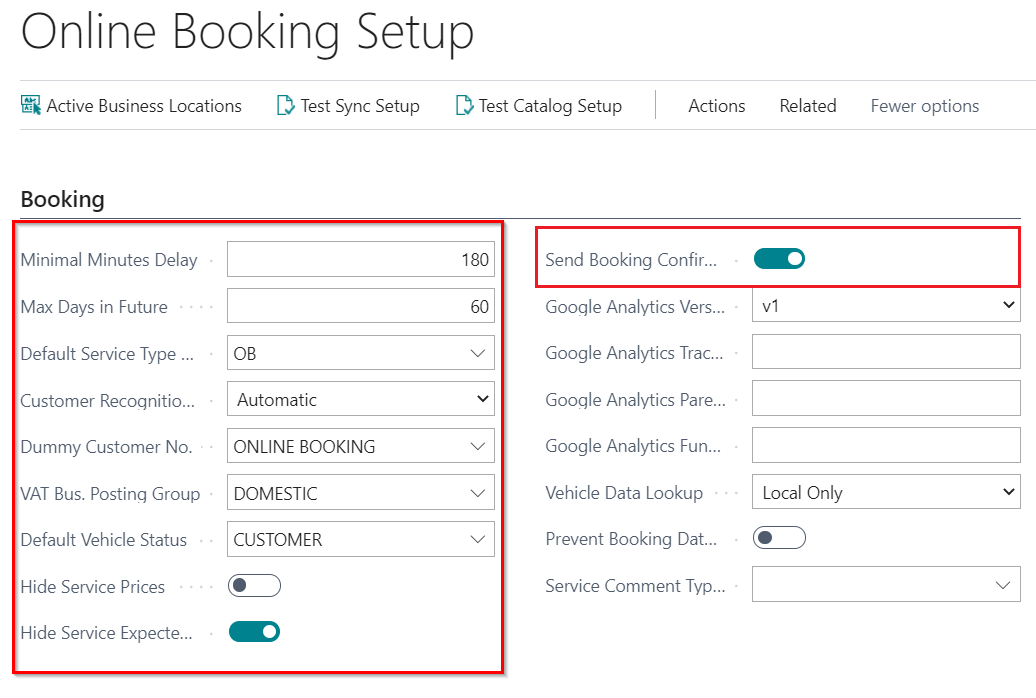 Online Booking Setup
Active Business Locations Test Sync Setup Test Catalog Setup Actions Related Fewer options
Booking
Minimal Minutes Delay 180
Max Days in Future 60
Default Service Type ... OB
Customer Recognitio... Automatic
Dummy Customer No. ONLINE BOOKING
VAT Bus. Posting Group DOMESTIC
Default Vehicle Status CUSTOMER
Hide Service Prices
Hide Service Expecte...
Send Booking Confir...
Google Analytics Vers... v1
Google Analytics Trac...
Google Analytics Pare...
Google Analytics Fun...
Vehicle Data Lookup Local Only
Prevent Booking Dat...
Service Comment Typ...